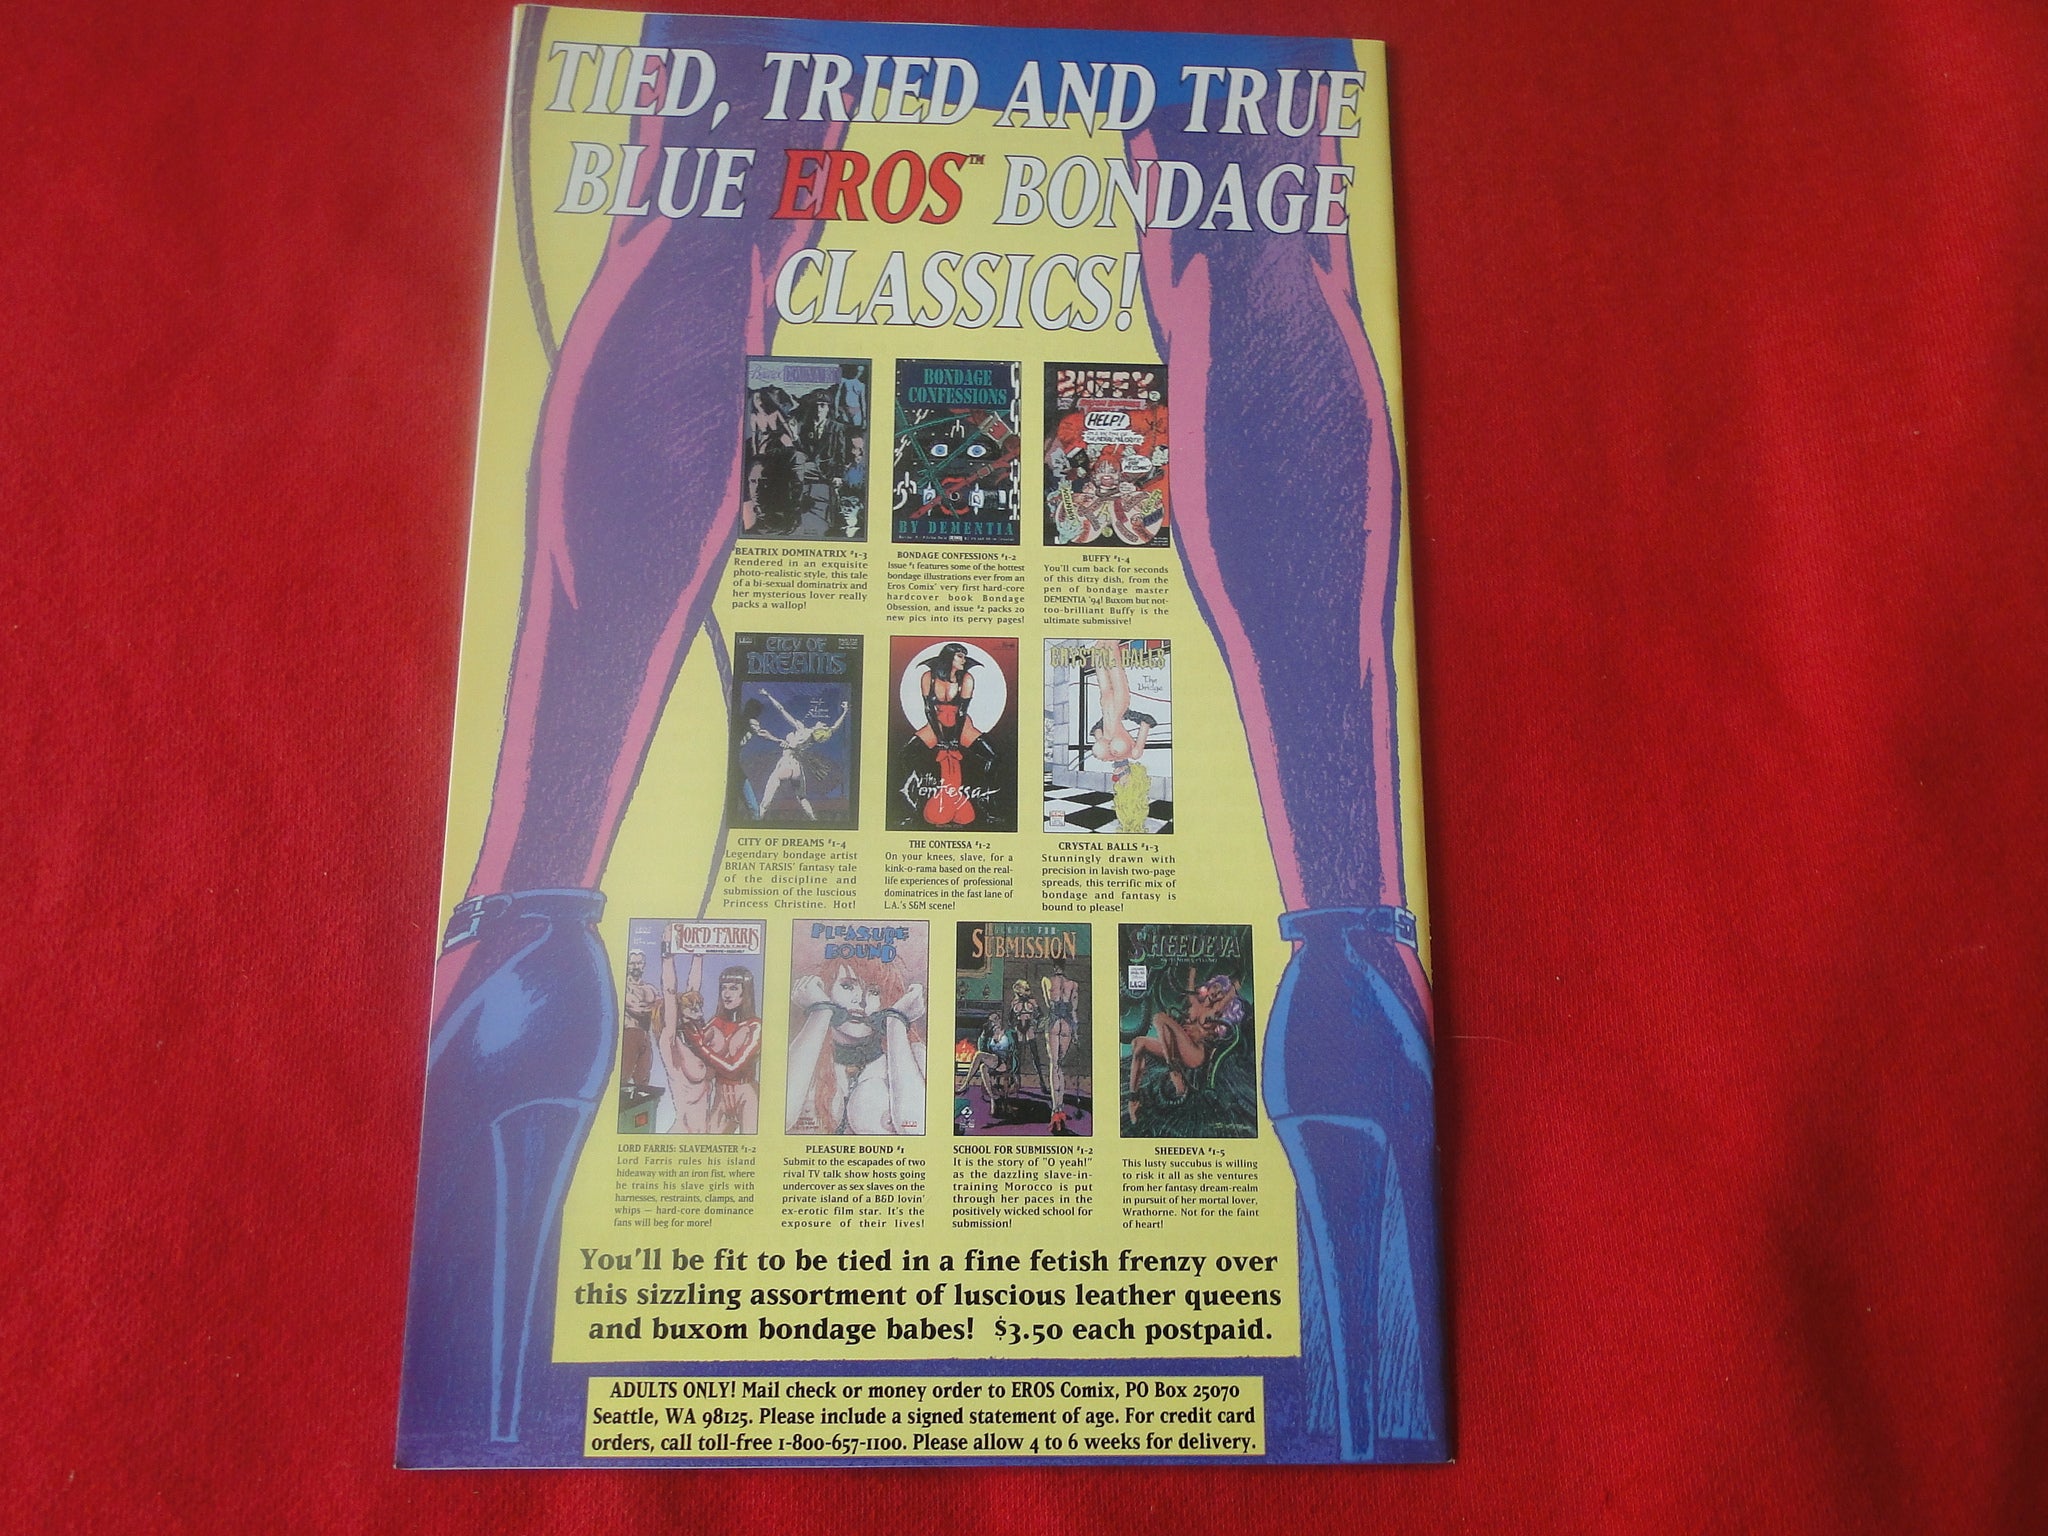 TIED, TRIED AND TRUE
BLUE EROS™ BONDAGE
CLASSICS!
BONDAGE
CONFESSIONS
BY DEMENTIA
BUFFY
HELP!
BEATRIX DOMINATRIX #1-3
Rendered in an exquisite
photo-realistic style, this tale
of a bi-sexual dominatrix and
her mysterious lover really
packs a wallop!
BONDAGE CONFESSIONS #1-2
Issue #1 features some of the hottest
bondage illustrations ever from an
Eros Comix' very first hard-core
hardcover book Bondage
Obsession, and issue #2 packs 20
new pics into its pervy pages!
BUFFY #1-4
You'll cum back for seconds
of this ditzy dish, from the
pen of bondage master
DEMENTIA '94! Buxom but not-
too-brilliant Buffy is the
ultimate submissive!
CITY OF
DREAMS
the
Contessa
CRYSTAL BALLS
The
Bridge
CITY OF DREAMS #1-4
Legendary bondage artist
BRIAN TARSIS' fantasy tale
of the discipline and
submission of the luscious
Princess Christine. Hot!
THE CONTESSA #1-2
On your knees, slave, for a
kink-o-rama based on the real-
life experiences of professional
dominatrices in the fast lane of
L.A.'s S&M scene!
CRYSTAL BALLS #1-3
Stunningly drawn with
precision in lavish two-page
spreads, this terrific mix of
bondage and fantasy is
bound to please!
LORD FARRIS
SLAVEMASTER
PLEASURE
BOUND
SCHOOL FOR
SUBMISSION
2
SHEEDEVA
LORD FARRIS: SLAVEMASTER #1-2
Lord Farris rules his island
hideaway with an iron fist, where
he trains his slave girls with
harnesses, restraints, clamps, and
whips — hard-core dominance
fans will beg for more!
PLEASURE BOUND #1
Submit to the escapades of two
rival TV talk show hosts going
undercover as sex slaves on the
private island of a B&D lovin'
ex-erotic film star. It's the
exposure of their lives!
SCHOOL FOR SUBMISSION #1-2
It is the story of "O yeah!"
as the dazzling slave-in-
training Morocco is put
through her paces in the
positively wicked school for
submission!
SHEEDEVA #1-5
This lusty succubus is willing
to risk it all as she ventures
from her fantasy dream-realm
in pursuit of her mortal lover,
Wrathorne. Not for the faint
of heart!
You'll be fit to be tied in a fine fetish frenzy over
this sizzling assortment of luscious leather queens
and buxom bondage babes! $3.50 each postpaid.
ADULTS ONLY! Mail check or money order to EROS Comix, PO Box 25070
Seattle, WA 98125. Please include a signed statement of age. For credit card
orders, call toll-free 1-800-657-1100. Please allow 4 to 6 weeks for delivery.